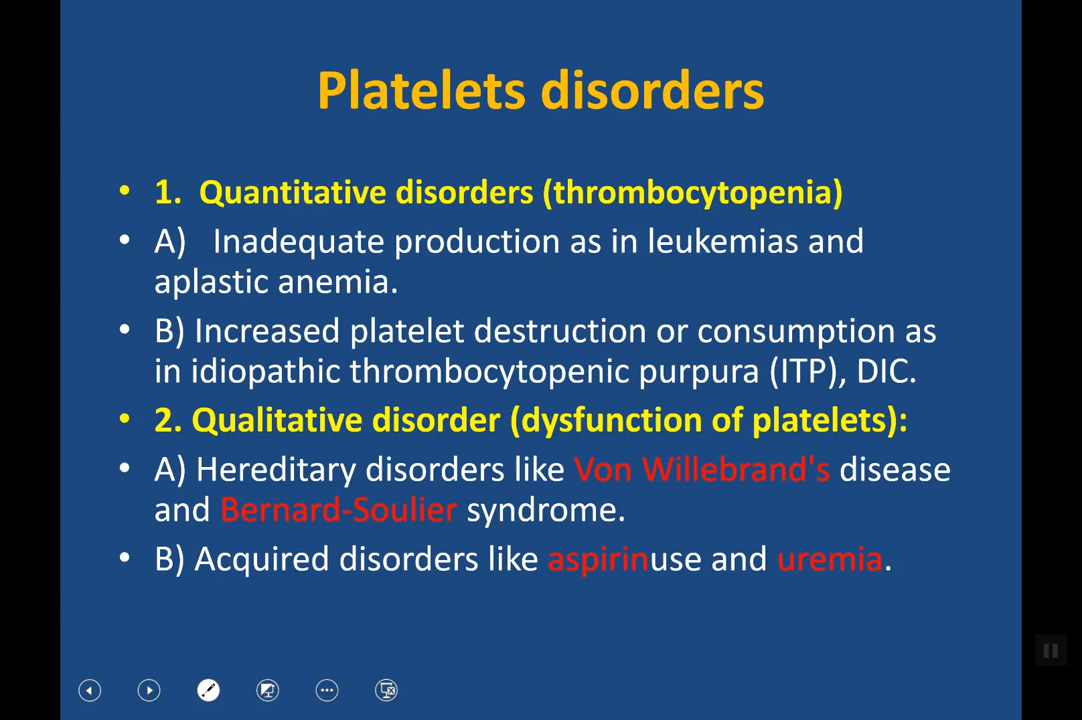 Platelets disorders
• 1.  Quantitative disorders (thrombocytopenia)
• A)   Inadequate production as in leukemias and
aplastic anemia.
• B) Increased platelet destruction or consumption as
in idiopathic thrombocytopenic purpura (ITP), DIC.
• 2. Qualitative disorder (dysfunction of platelets):
• A) Hereditary disorders like Von Willebrand's disease
and Bernard-Soulier syndrome.
• B) Acquired disorders like aspirinuse and uremia.